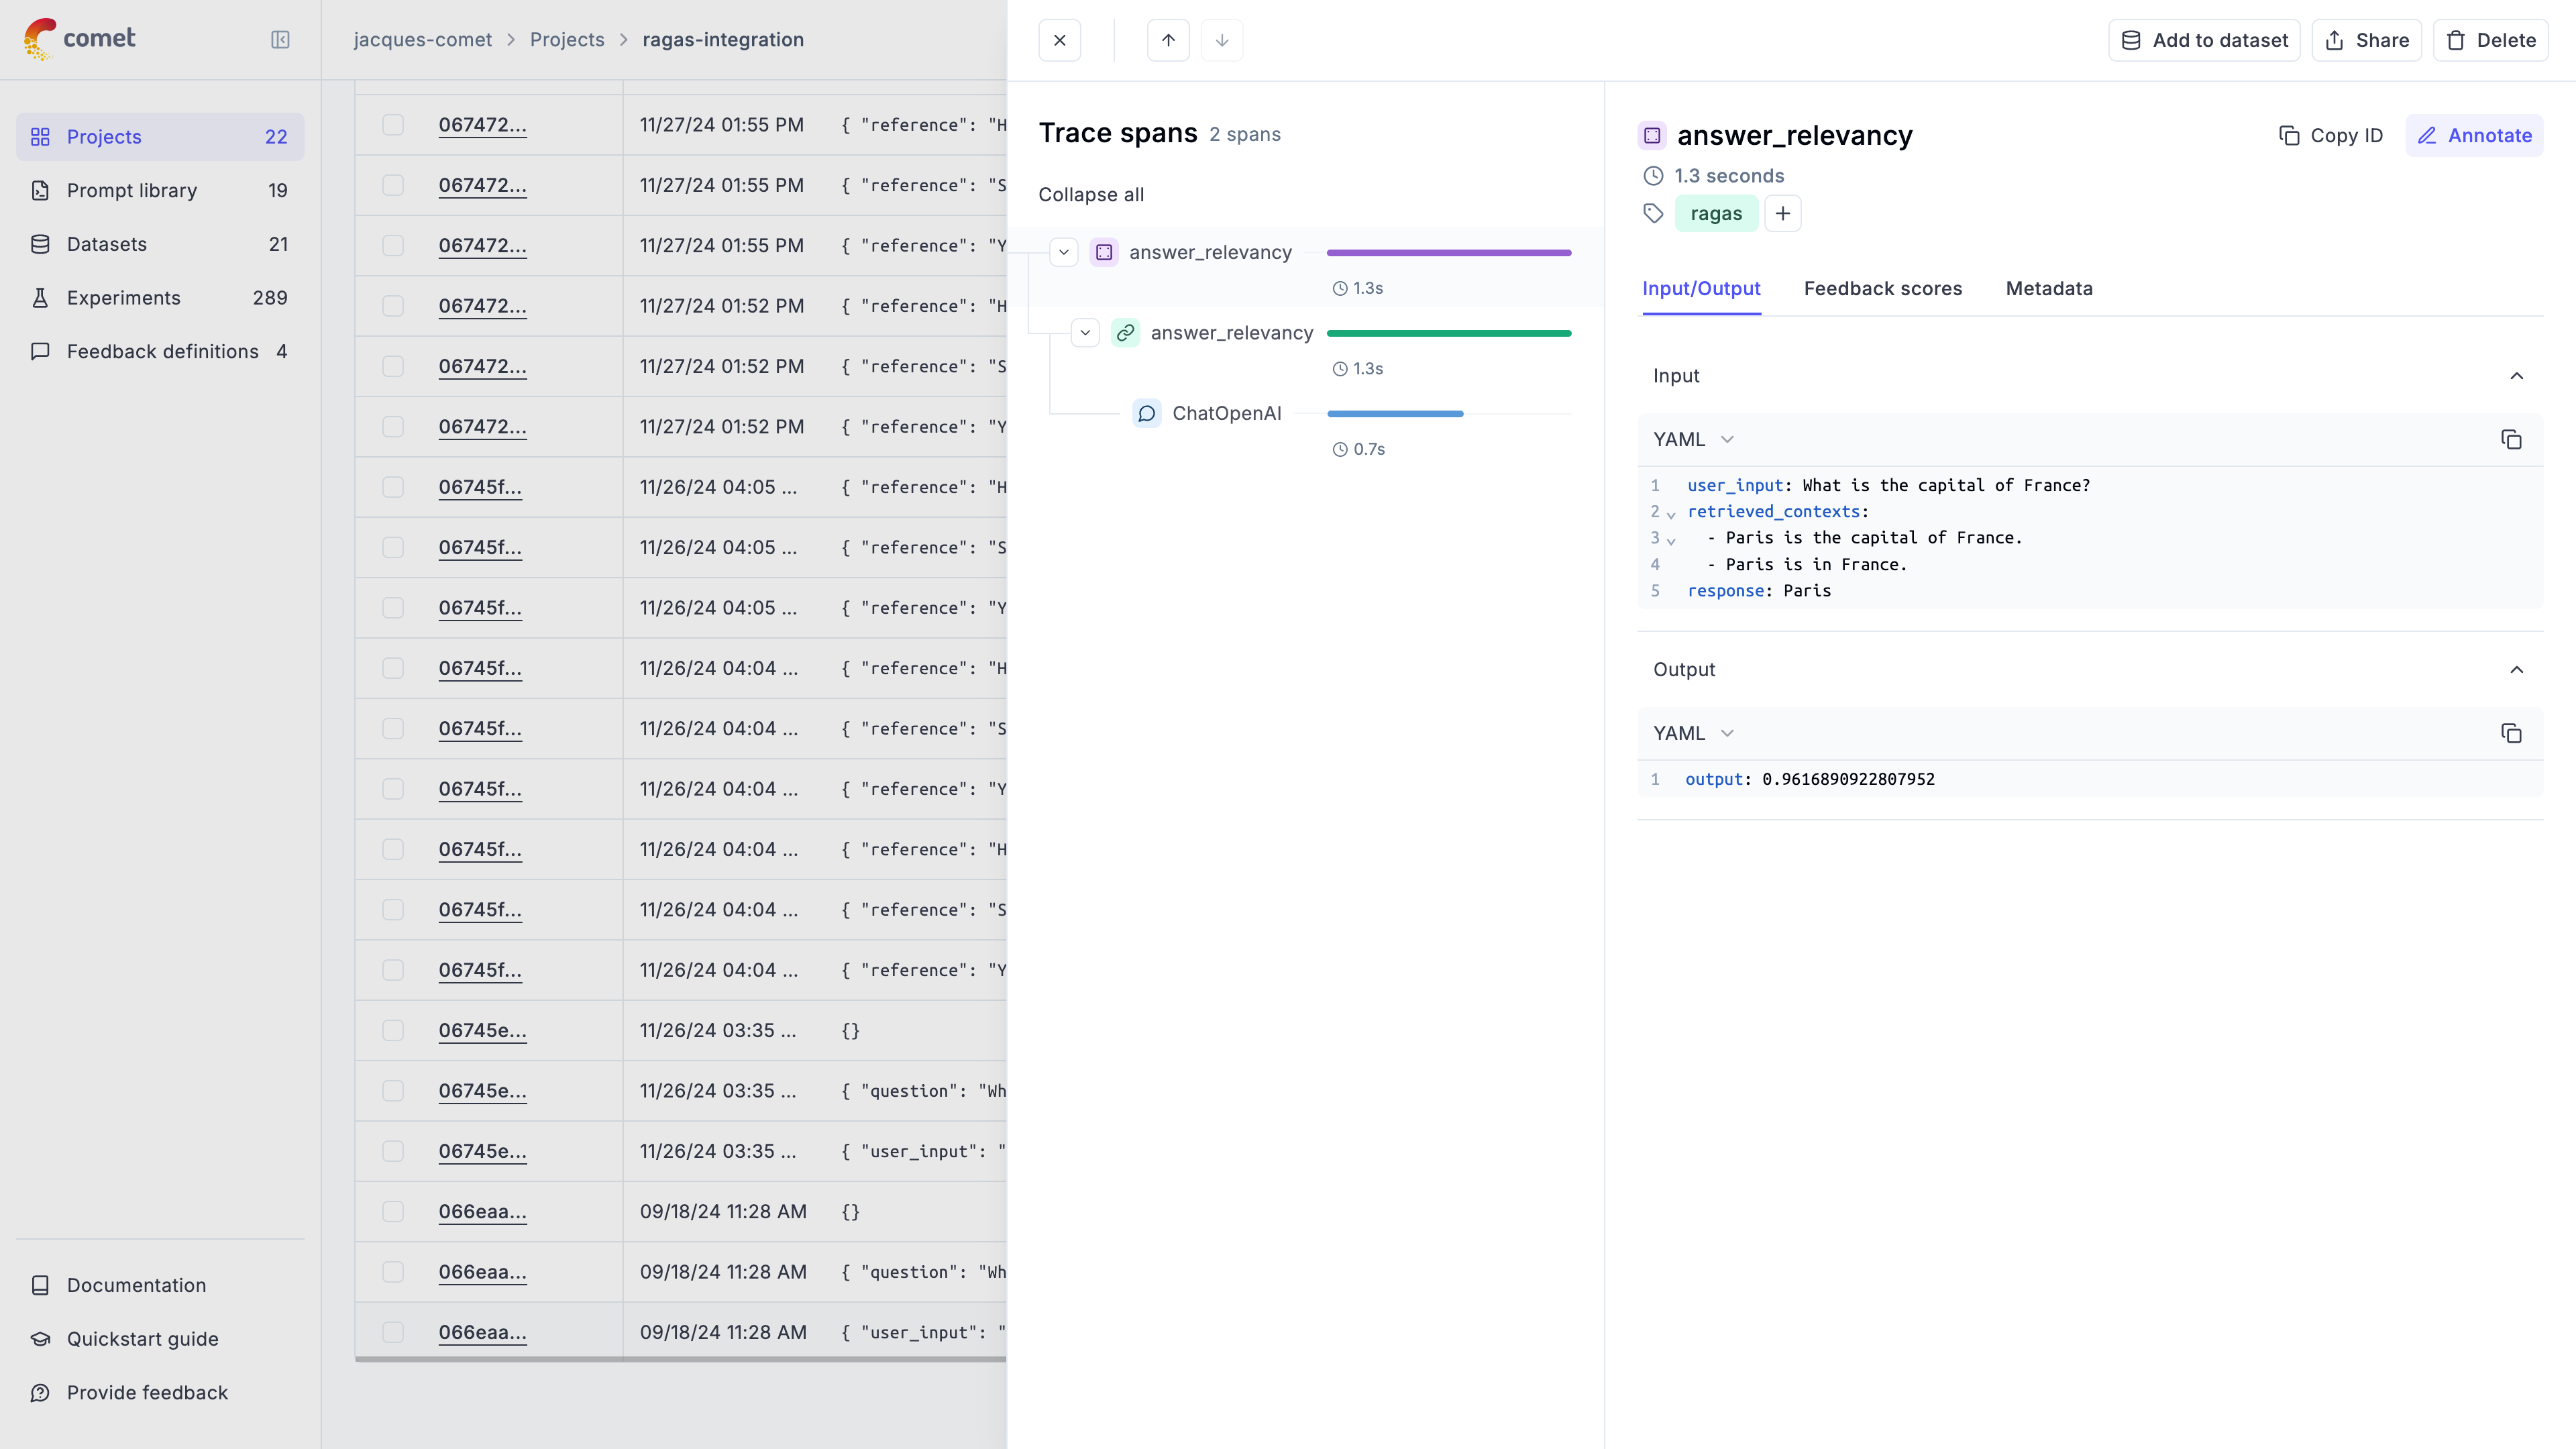 comet
Projects 22
Prompt library 19
Datasets 21
Experiments 289
Feedback definitions 4
Documentation
Quickstart guide
Provide feedback
jacques-comet > Projects > ragas-integration
067472... 11/27/24 01:55 PM { "reference": "H
067472... 11/27/24 01:55 PM { "reference": "S
067472... 11/27/24 01:55 PM { "reference": "Y
067472... 11/27/24 01:52 PM { "reference": "H
067472... 11/27/24 01:52 PM { "reference": "S
067472... 11/27/24 01:52 PM { "reference": "Y
06745f... 11/26/24 04:05 ... { "reference": "H
06745f... 11/26/24 04:05 ... { "reference": "S
06745f... 11/26/24 04:05 ... { "reference": "Y
06745f... 11/26/24 04:04 ... { "reference": "H
06745f... 11/26/24 04:04 ... { "reference": "S
06745f... 11/26/24 04:04 ... { "reference": "Y
06745f... 11/26/24 04:04 ... { "reference": "H
06745f... 11/26/24 04:04 ... { "reference": "S
06745f... 11/26/24 04:04 ... { "reference": "Y
06745e... 11/26/24 03:35 ... {}
06745e... 11/26/24 03:35 ... { "question": "Wh
06745e... 11/26/24 03:35 ... { "user_input": "
066eaa... 09/18/24 11:28 AM {}
066eaa... 09/18/24 11:28 AM { "question": "Wh
066eaa... 09/18/24 11:28 AM { "user_input": "
Add to dataset Share Delete
Trace spans 2 spans
Collapse all
answer_relevancy
1.3s
answer_relevancy
1.3s
ChatOpenAI
0.7s
answer_relevancy Copy ID Annotate
1.3 seconds
ragas
Input/Output Feedback scores Metadata
Input
YAML
1 user_input: What is the capital of France?
2 retrieved_contexts:
3 - Paris is the capital of France.
4 - Paris is in France.
5 response: Paris
Output
YAML
1 output: 0.9616890922807952